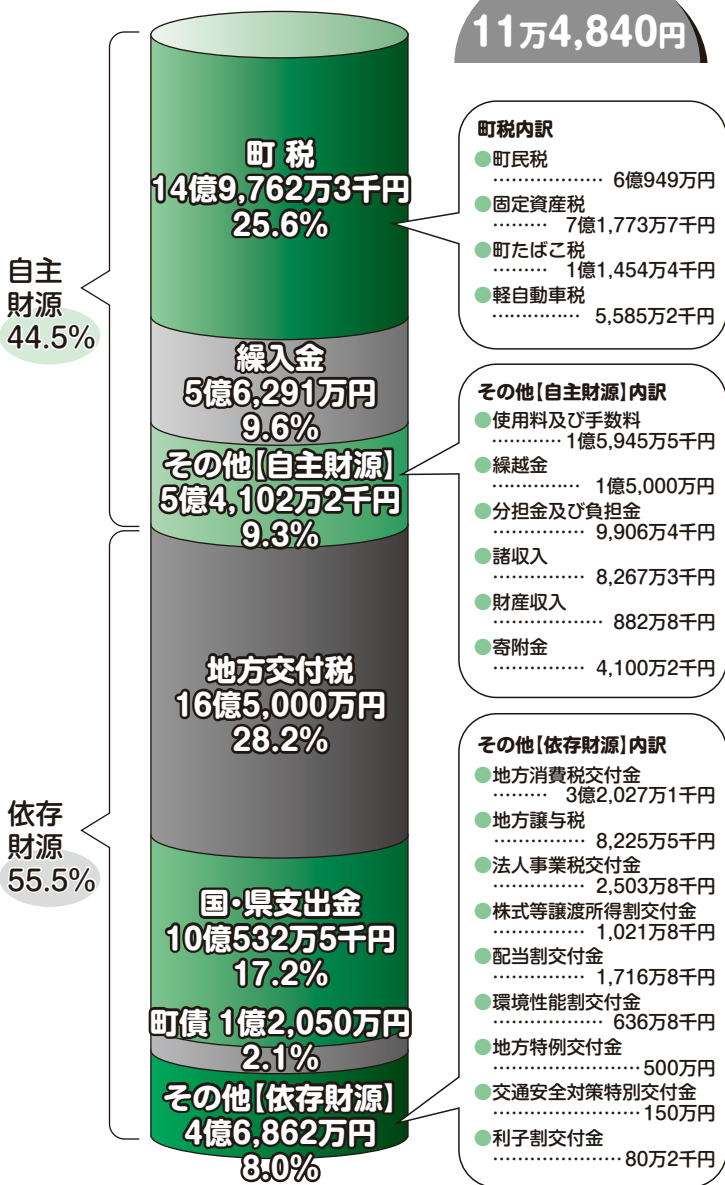 11万4,840円
自主
財源
44.5%
町 税
14億9,762万3千円
25.6%
繰入金
5億6,291万円
9.6%
その他【自主財源】
5億4,102万2千円
9.3%
依存
財源
55.5%
地方交付税
16億5,000万円
28.2%
国・県支出金
10億532万5千円
17.2%
町債 1億2,050万円
2.1%
その他【依存財源】
4億6,862万円
8.0%
町税内訳
●町民税
……………… 6億949万円
●固定資産税
……… 7億1,773万7千円
●町たばこ税
……… 1億1,454万4千円
●軽自動車税
…………… 5,585万2千円
その他【自主財源】内訳
●使用料及び手数料
………… 1億5,945万5千円
●繰越金
…………… 1億5,000万円
●分担金及び負担金
…………… 9,906万4千円
●諸収入
…………… 8,267万3千円
●財産収入
……………… 882万8千円
●寄附金
…………… 4,100万2千円
その他【依存財源】内訳
●地方消費税交付金
……… 3億2,027万1千円
●地方譲与税
…………… 8,225万5千円
●法人事業税交付金
…………… 2,503万8千円
●株式等譲渡所得割交付金
…………… 1,021万8千円
●配当割交付金
…………… 1,716万8千円
●環境性能割交付金
……………… 636万8千円
●地方特例交付金
…………………… 500万円
●交通安全対策特別交付金
…………………… 150万円
●利子割交付金
………………… 80万2千円